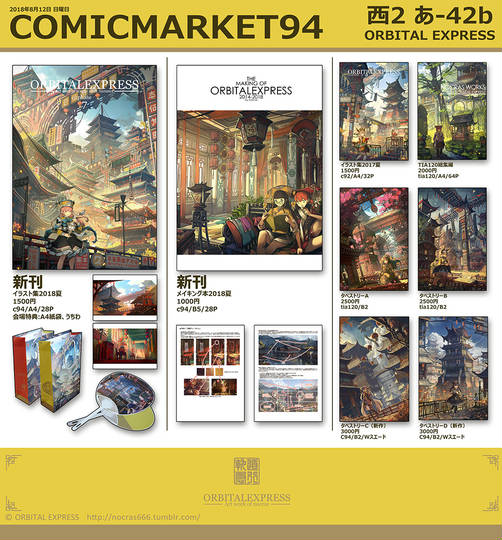 2018年8月12日 日曜日
COMICMARKET94
西2 あ-42b
ORBITAL EXPRESS
ORBITALEXPRESS
THE
MAKING OF
ORBITALEXPRESS
2014-2018
新刊
イラスト集2018夏
1500円
c94/A4/28P
会場特典:A4紙袋、うちわ
新刊
メイキング本2018夏
1000円
c94/B5/28P
イラスト集2017夏
1500円
c92/A4/32P
TIA120総集編
2000円
tia120/A4/64P
タペストリーA
2500円
tia120/B2
タペストリーB
2500円
tia120/B2
タペストリーC（新作）
3000円
C94/B2/Wスエード
タペストリーD（新作）
3000円
C94/B2/Wスエード
ORBITALEXPRESS
Art work of nocras
© ORBITAL EXPRESS http://nocras666.tumblr.com/